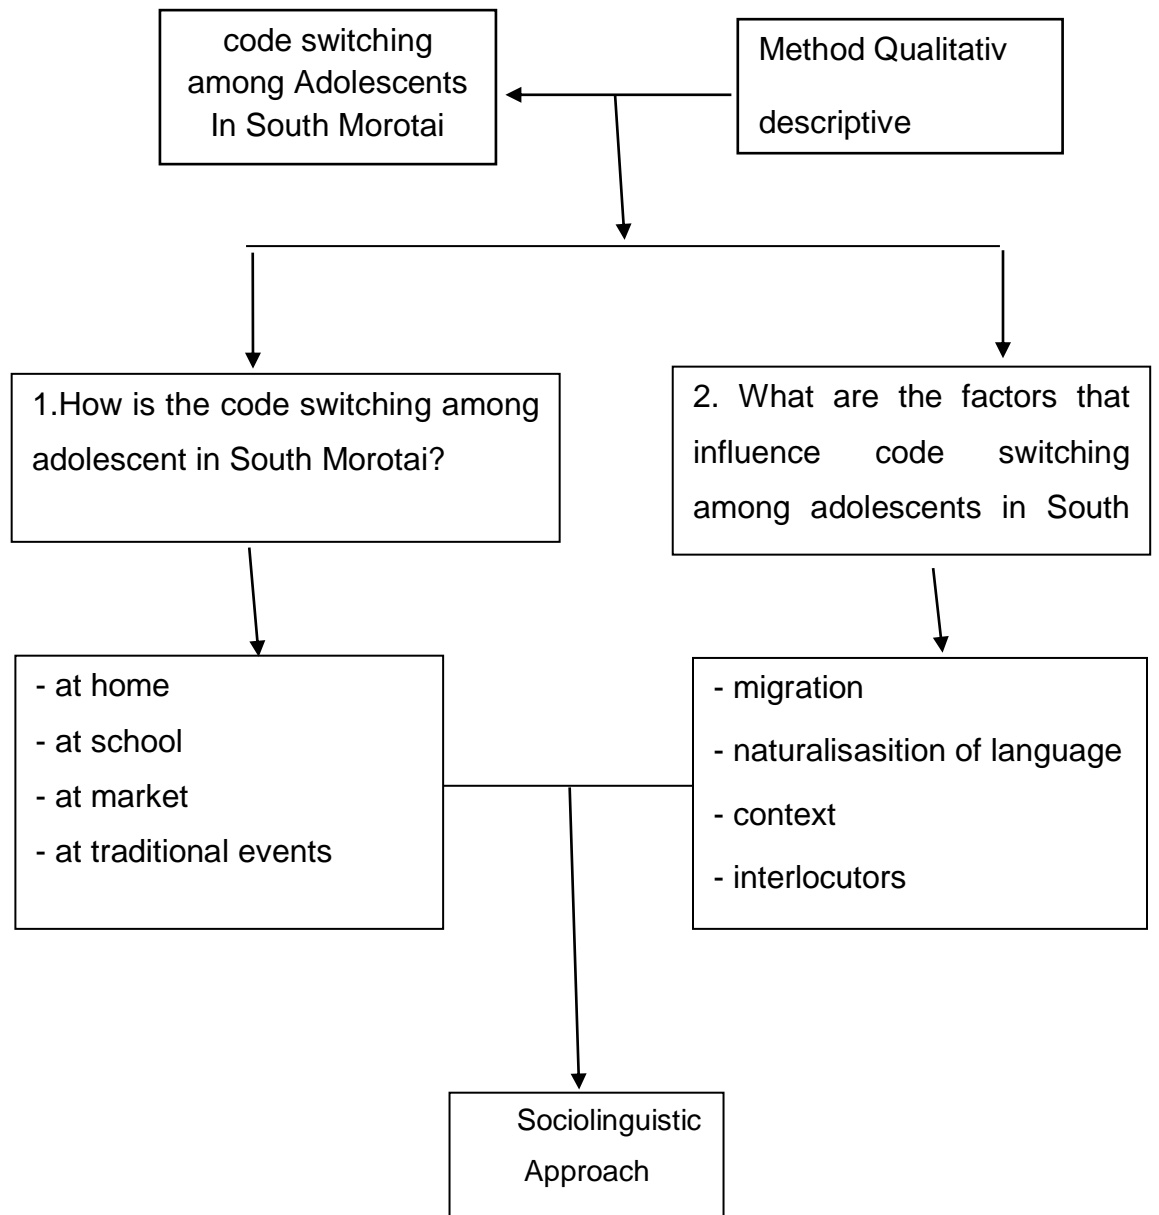 code switching
among Adolescents
In South Morotai
Method Qualitativ
descriptive
1.How is the code switching among
adolescent in South Morotai?
2. What are the factors that
influence code switching
among adolescents in South
- at home
- at school
- at market
- at traditional events
- migration
- naturalisasition of language
- context
- interlocutors
Sociolinguistic
Approach